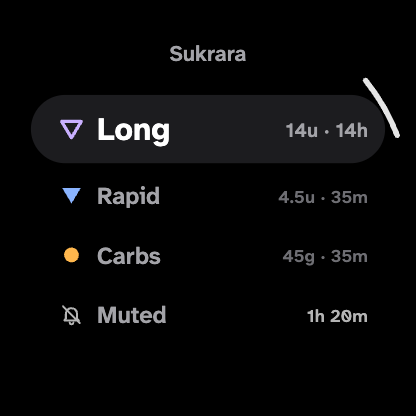 Sukrara
Long 14u · 14h
Rapid 4.5u · 35m
Carbs 45g · 35m
Muted 1h 20m